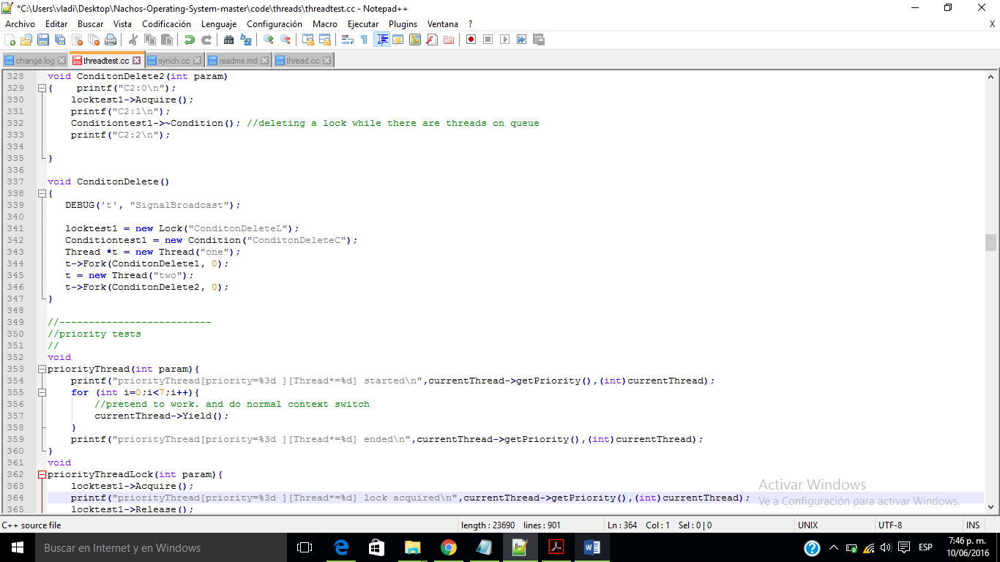 *C:\Users\vladi\Desktop\Nachos-Operating-System-master\code\threads\threadtest.cc - Notepad++
Archivo Editar Buscar Vista Codificación Lenguaje Configuración Macro Ejecutar Plugins Ventana ? X
change.log threadtest.cc synch.cc readme.md thread.cc
328 void ConditonDelete2(int param)
329 { printf("C2:0\n");
330 locktest1->Acquire();
331 printf("C2:1\n");
332 Conditiontest1->~Condition(); //deleting a lock while there are threads on queue
333 printf("C2:2\n");
334
335 }
336
337 void ConditonDelete()
338 {
339 DEBUG('t', "SignalBroadcast");
340
341 locktest1 = new Lock("ConditonDeleteL");
342 Conditiontest1 = new Condition("ConditonDeleteC");
343 Thread *t = new Thread("one");
344 t->Fork(ConditonDelete1, 0);
345 t = new Thread("two");
346 t->Fork(ConditonDelete2, 0);
347 }
348
349 //--------------------------
350 //priority tests
351 //
352 void
353 priorityThread(int param){
354 printf("priorityThread[priority=%3d ][Thread*=%d] started\n",currentThread->getPriority(),(int)currentThread);
355 for (int i=0;i<7;i++){
356 //pretend to work. and do normal context switch
357 currentThread->Yield();
358 }
359 printf("priorityThread[priority=%3d ][Thread*=%d] ended\n",currentThread->getPriority(),(int)currentThread);
360 }
361 void
362 priorityThreadLock(int param){
363 locktest1->Acquire();
364 printf("priorityThread[priority=%3d ][Thread*=%d] lock acquired\n",currentThread->getPriority(),(int)currentThread);
365 locktest1->Release();
Activar Windows
Ve a Configuración para activar Windows.
C++ source file length : 23690 lines : 901 Ln : 364 Col : 1 Sel : 0 | 0 UNIX UTF-8 INS
Buscar en Internet y en Windows
ESP
7:46 p. m.
10/06/2016